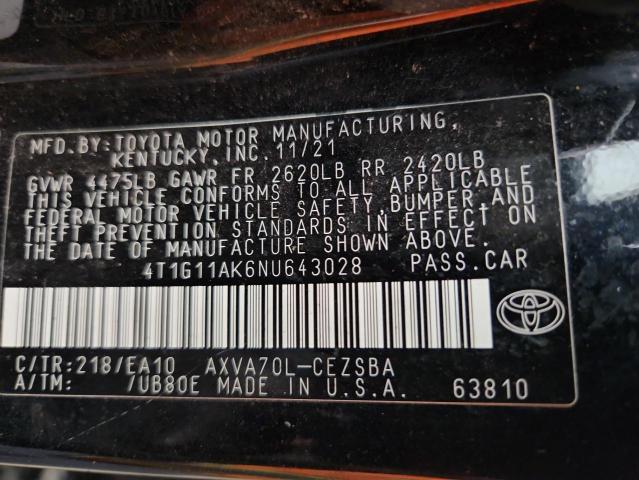 MFD.BY:TOYOTA MOTOR MANUFACTURING,
KENTUCKY,INC.11/21
GVWR 4475LB GAWR FR 2620LB RR 2420LB
THIS VEHICLE CONFORMS TO ALL APPLICABLE
FEDERAL MOTOR VEHICLE SAFETY,BUMPER,AND
THEFT PREVENTION STANDARDS IN EFFECT ON
THE DATE OF MANUFACTURE SHOWN ABOVE.
4T1G11AK6NU643028 PASS.CAR
C/TR:218/EA10 AXVA70L-CEZSBA
A/TM: /UB80E MADE IN U.S.A. 63810